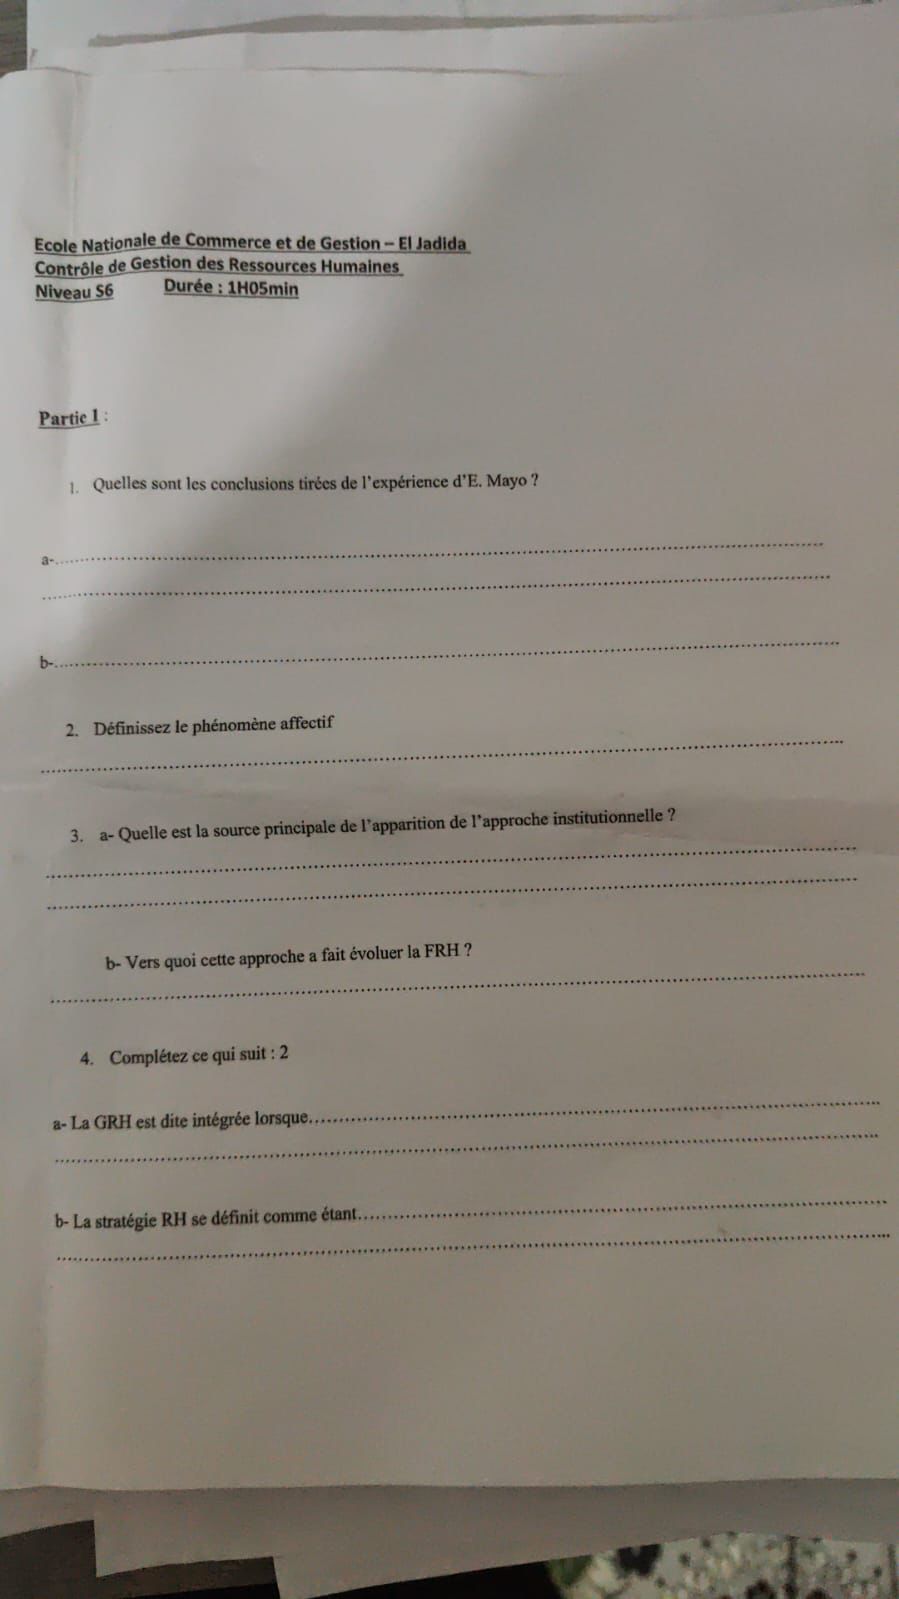 Ecole Nationale de Commerce et de Gestion – El Jadida
Contrôle de Gestion des Ressources Humaines
Niveau S6 Durée : 1H05min
Partie 1 :
1. Quelles sont les conclusions tirées de l'expérience d'E. Mayo ?
a-
b-
2. Définissez le phénomène affectif
3. a- Quelle est la source principale de l'apparition de l'approche institutionnelle ?
b- Vers quoi cette approche a fait évoluer la FRH ?
4. Complétez ce qui suit : 2
a- La GRH est dite intégrée lorsque
b- La stratégie RH se définit comme étant